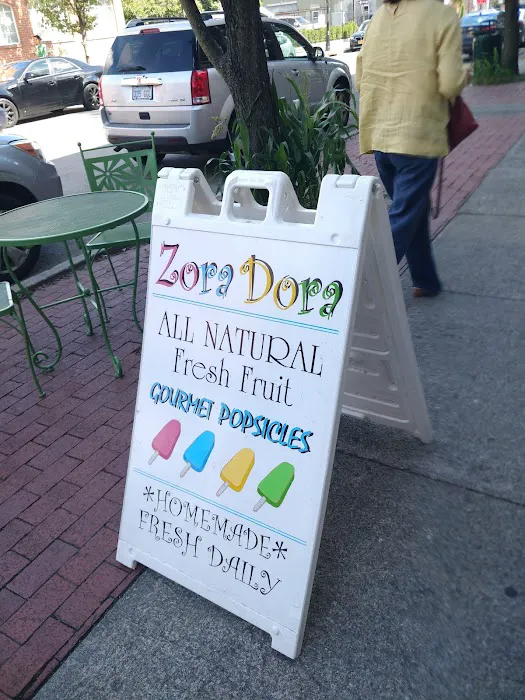 Zora Dora
ALL NATURAL
Fresh Fruit
GOURMET POPSICLES
*HOMEMADE*
FRESH DAILY